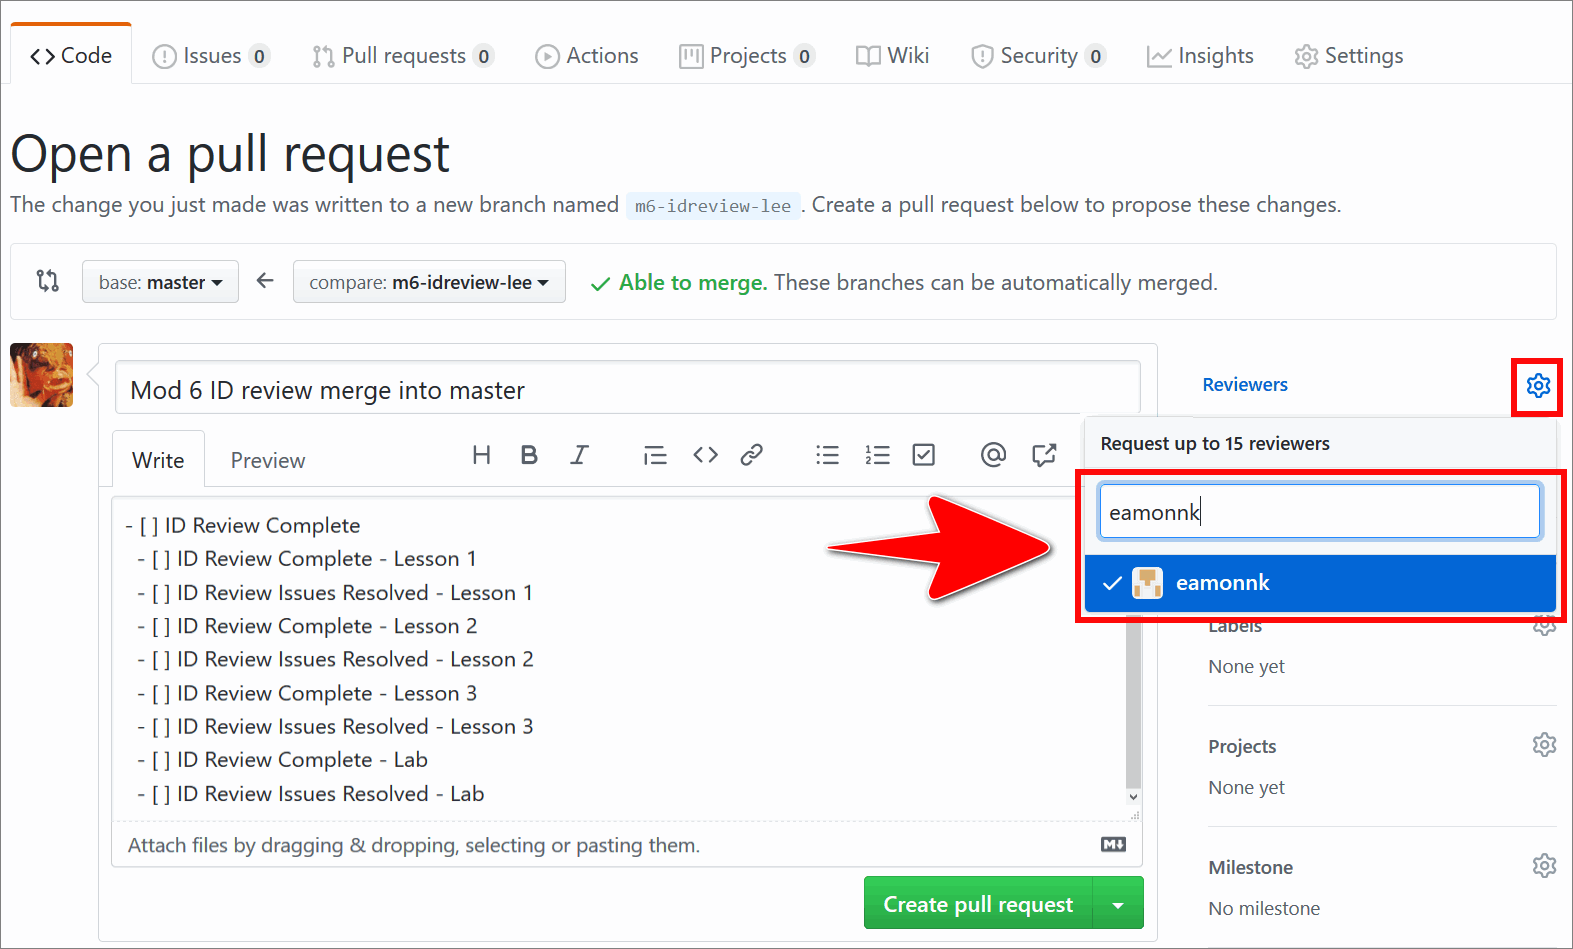 Code Issues 0 Pull requests 0 Actions Projects 0 Wiki Security 0 Insights Settings
Open a pull request
The change you just made was written to a new branch named m6-idreview-lee. Create a pull request below to propose these changes.
base: master compare: m6-idreview-lee Able to merge. These branches can be automatically merged.
Mod 6 ID review merge into master
Reviewers
Write Preview H B I @
Request up to 15 reviewers
eamonnk
eamonnk
- [ ] ID Review Complete
- [ ] ID Review Complete - Lesson 1
- [ ] ID Review Issues Resolved - Lesson 1
- [ ] ID Review Complete - Lesson 2
- [ ] ID Review Issues Resolved - Lesson 2
- [ ] ID Review Complete - Lesson 3
- [ ] ID Review Issues Resolved - Lesson 3
- [ ] ID Review Complete - Lab
- [ ] ID Review Issues Resolved - Lab
Attach files by dragging & dropping, selecting or pasting them.
Create pull request
Labels
None yet
Projects
None yet
Milestone
No milestone